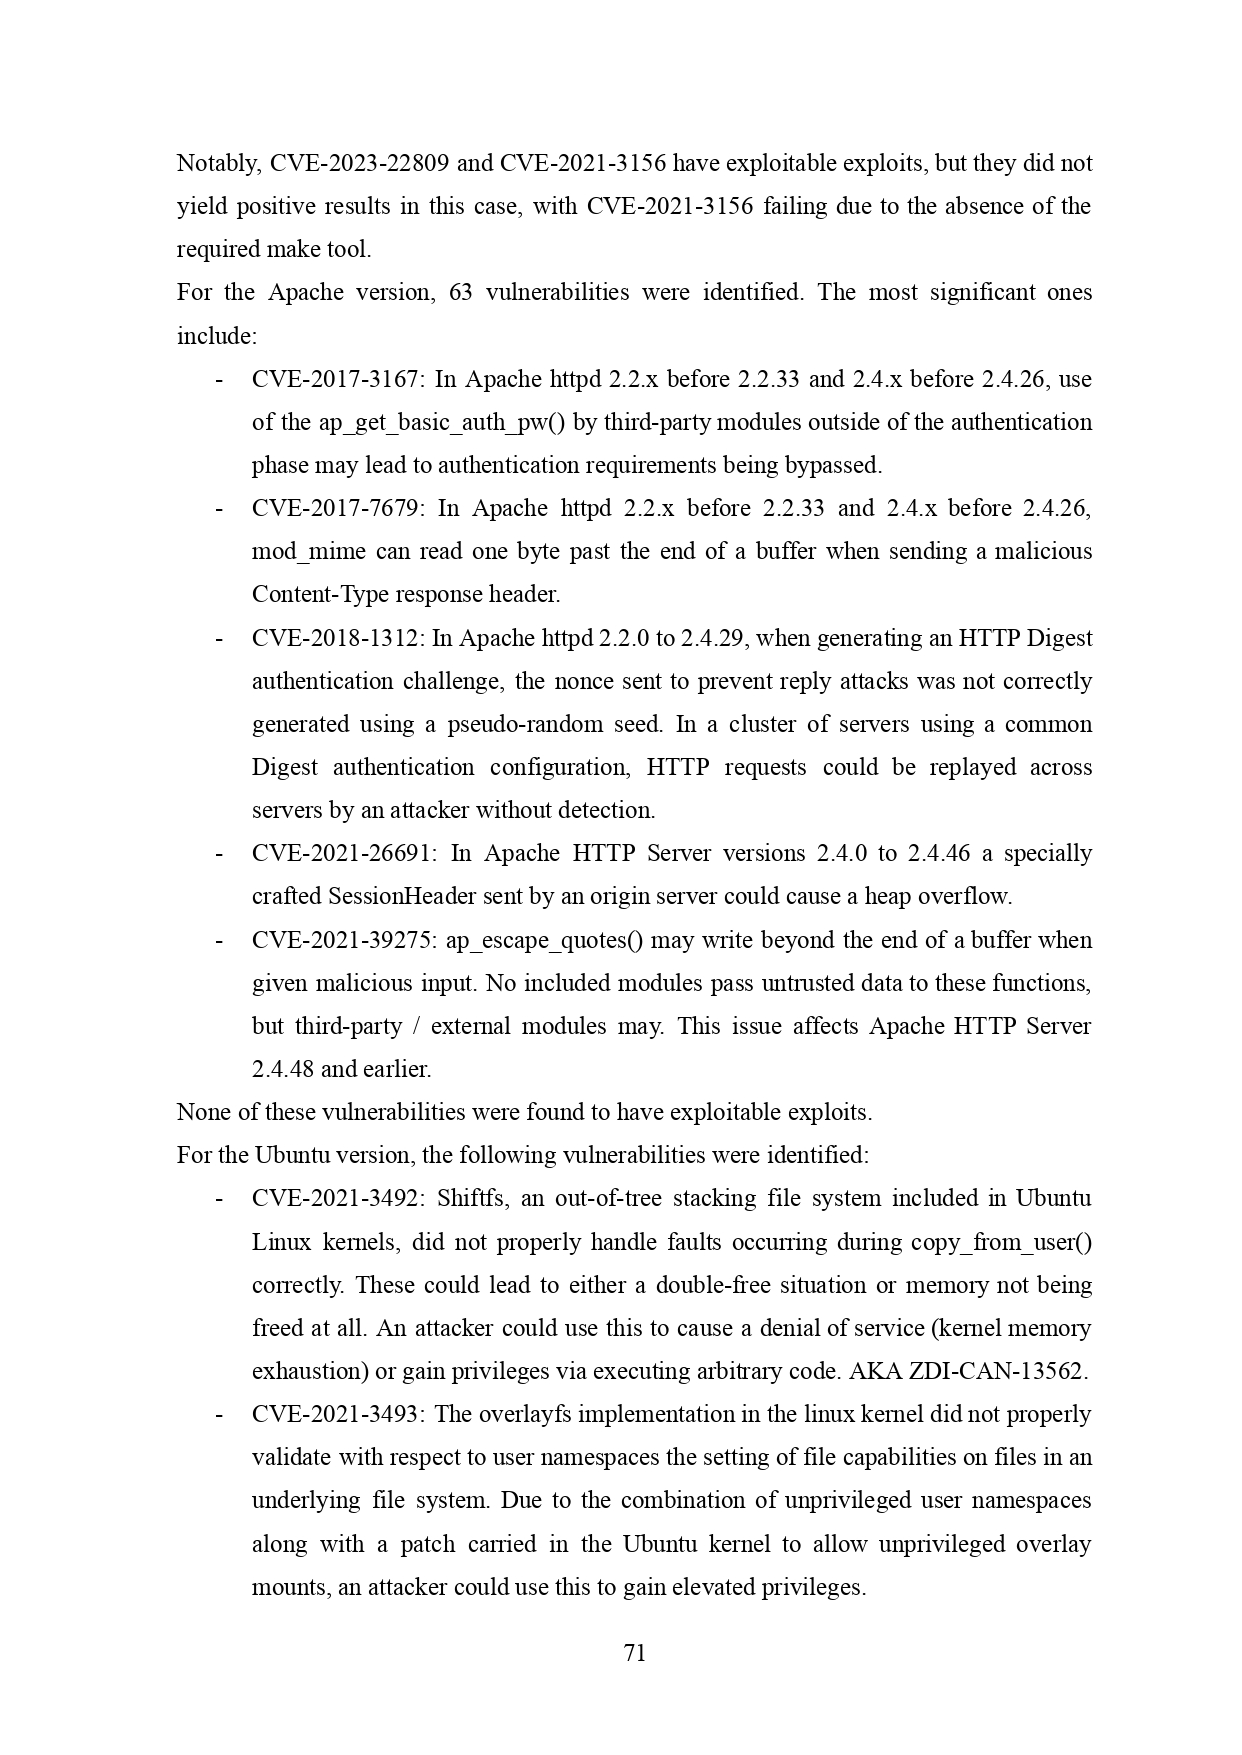 Notably, CVE-2023-22809 and CVE-2021-3156 have exploitable exploits, but they did not
yield positive results in this case, with CVE-2021-3156 failing due to the absence of the
required make tool.
For the Apache version, 63 vulnerabilities were identified. The most significant ones
include:
- CVE-2017-3167: In Apache httpd 2.2.x before 2.2.33 and 2.4.x before 2.4.26, use
of the ap_get_basic_auth_pw() by third-party modules outside of the authentication
phase may lead to authentication requirements being bypassed.
- CVE-2017-7679: In Apache httpd 2.2.x before 2.2.33 and 2.4.x before 2.4.26,
mod_mime can read one byte past the end of a buffer when sending a malicious
Content-Type response header.
- CVE-2018-1312: In Apache httpd 2.2.0 to 2.4.29, when generating an HTTP Digest
authentication challenge, the nonce sent to prevent reply attacks was not correctly
generated using a pseudo-random seed. In a cluster of servers using a common
Digest authentication configuration, HTTP requests could be replayed across
servers by an attacker without detection.
- CVE-2021-26691: In Apache HTTP Server versions 2.4.0 to 2.4.46 a specially
crafted SessionHeader sent by an origin server could cause a heap overflow.
- CVE-2021-39275: ap_escape_quotes() may write beyond the end of a buffer when
given malicious input. No included modules pass untrusted data to these functions,
but third-party / external modules may. This issue affects Apache HTTP Server
2.4.48 and earlier.
None of these vulnerabilities were found to have exploitable exploits.
For the Ubuntu version, the following vulnerabilities were identified:
- CVE-2021-3492: Shiftfs, an out-of-tree stacking file system included in Ubuntu
Linux kernels, did not properly handle faults occurring during copy_from_user()
correctly. These could lead to either a double-free situation or memory not being
freed at all. An attacker could use this to cause a denial of service (kernel memory
exhaustion) or gain privileges via executing arbitrary code. AKA ZDI-CAN-13562.
- CVE-2021-3493: The overlayfs implementation in the linux kernel did not properly
validate with respect to user namespaces the setting of file capabilities on files in an
underlying file system. Due to the combination of unprivileged user namespaces
along with a patch carried in the Ubuntu kernel to allow unprivileged overlay
mounts, an attacker could use this to gain elevated privileges.
71